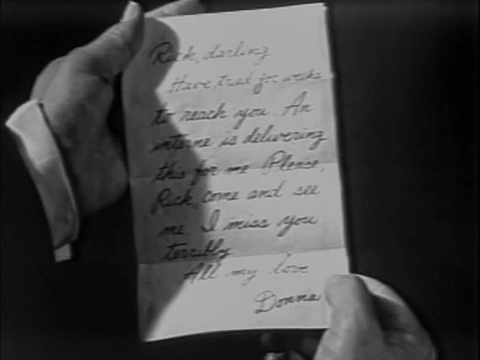 Rick, darling
Have tried for weeks
to reach you. An
interne is delivering
this for me. Please,
Rick, come and see
me. I miss you
terribly
All my love
Donna